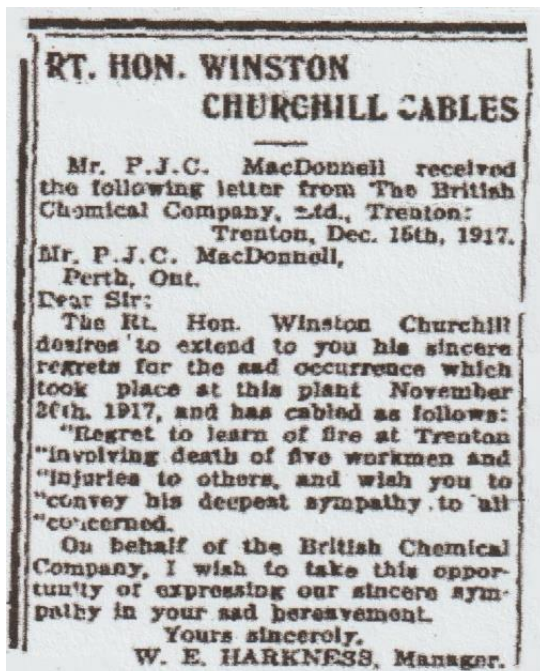 RT. HON. WINSTON
CHURCHILL CABLES
Mr. P.J.C. MacDonnell received
the following letter from The British
Chemical Company, Ltd., Trenton:
Trenton, Dec. 15th, 1917.
Mr. P.J.C. MacDonnell,
Perth, Ont.
Dear Sir:
The Rt. Hon. Winston Churchill
desires to extend to you his sincere
regrets for the sad occurrence which
took place at this plant November
26th, 1917, and has cabled as follows:
"Regret to learn of fire at Trenton
"involving death of five workmen and
"injuries to others, and wish you to
"convey his deepest sympathy to all
"concerned.
On behalf of the British Chemical
Company, I wish to take this oppor-
tunity of expressing our sincere sym-
pathy in your sad bereavement.
Yours sincerely,
W. E. HARKNESS, Manager.